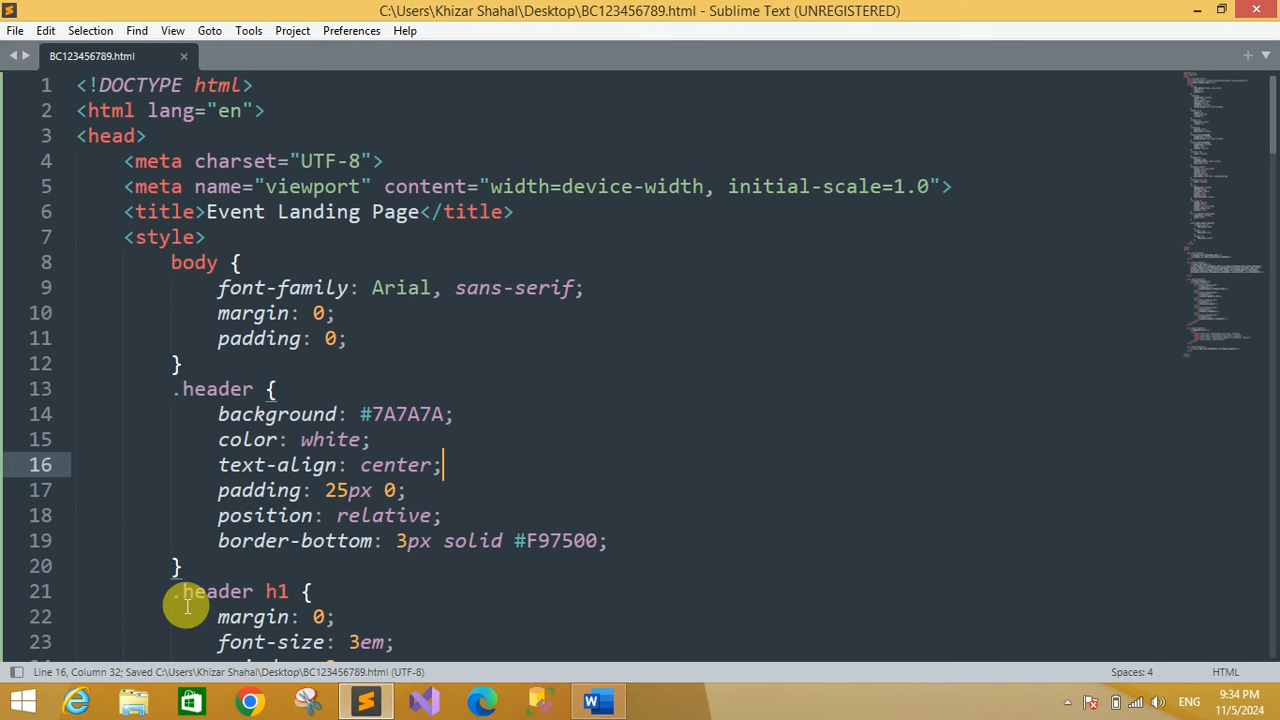 C:\Users\Khizar Shahal\Desktop\BC123456789.html - Sublime Text (UNREGISTERED)
File Edit Selection Find View Goto Tools Project Preferences Help
BC123456789.html
1 <!DOCTYPE html>
2 <html lang="en">
3 <head>
4 <meta charset="UTF-8">
5 <meta name="viewport" content="width=device-width, initial-scale=1.0">
6 <title>Event Landing Page</title>
7 <style>
8 body {
9 font-family: Arial, sans-serif;
10 margin: 0;
11 padding: 0;
12 }
13 .header {
14 background: #7A7A7A;
15 color: white;
16 text-align: center;
17 padding: 25px 0;
18 position: relative;
19 border-bottom: 3px solid #F97500;
20 }
21 .header h1 {
22 margin: 0;
23 font-size: 3em;
Line 16, Column 32; Saved C:\Users\Khizar Shahal\Desktop\BC123456789.html (UTF-8) Spaces: 4 HTML
ENG 9:34 PM
11/5/2024